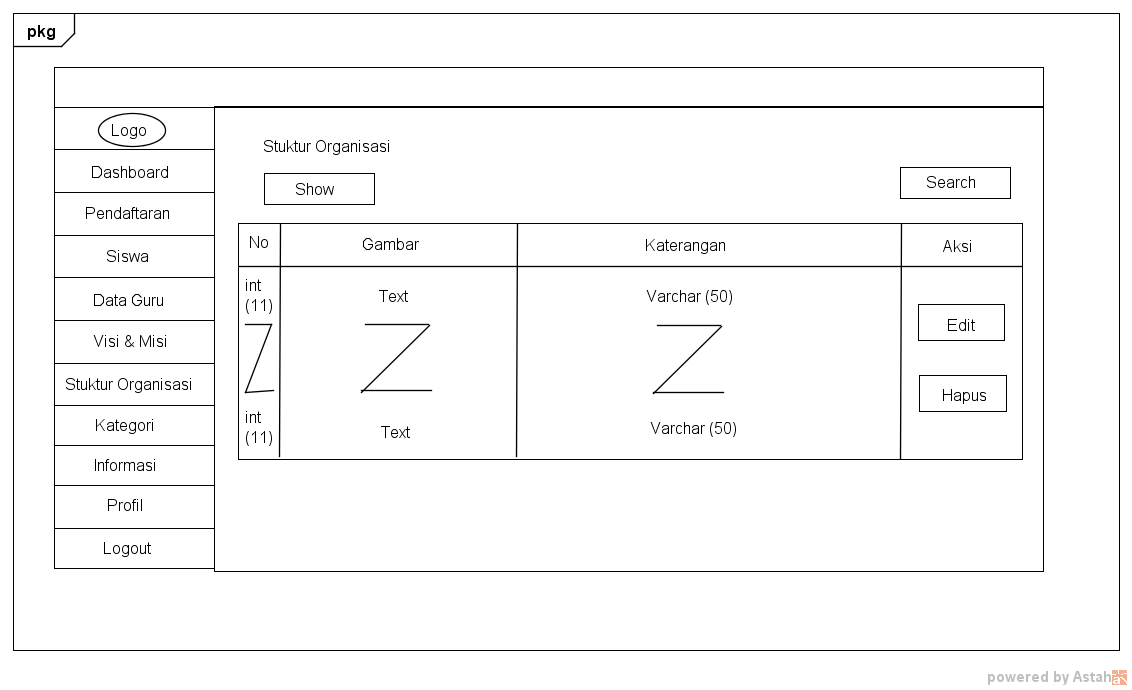 pkg
Logo
Dashboard
Pendaftaran
Siswa
Data Guru
Visi & Misi
Stuktur Organisasi
Kategori
Informasi
Profil
Logout
Stuktur Organisasi
Show
Search
No
Gambar
Katerangan
Aksi
int
(11)
Text
Varchar (50)
Edit
Hapus
int
(11)
Text
Varchar (50)
powered by Astah